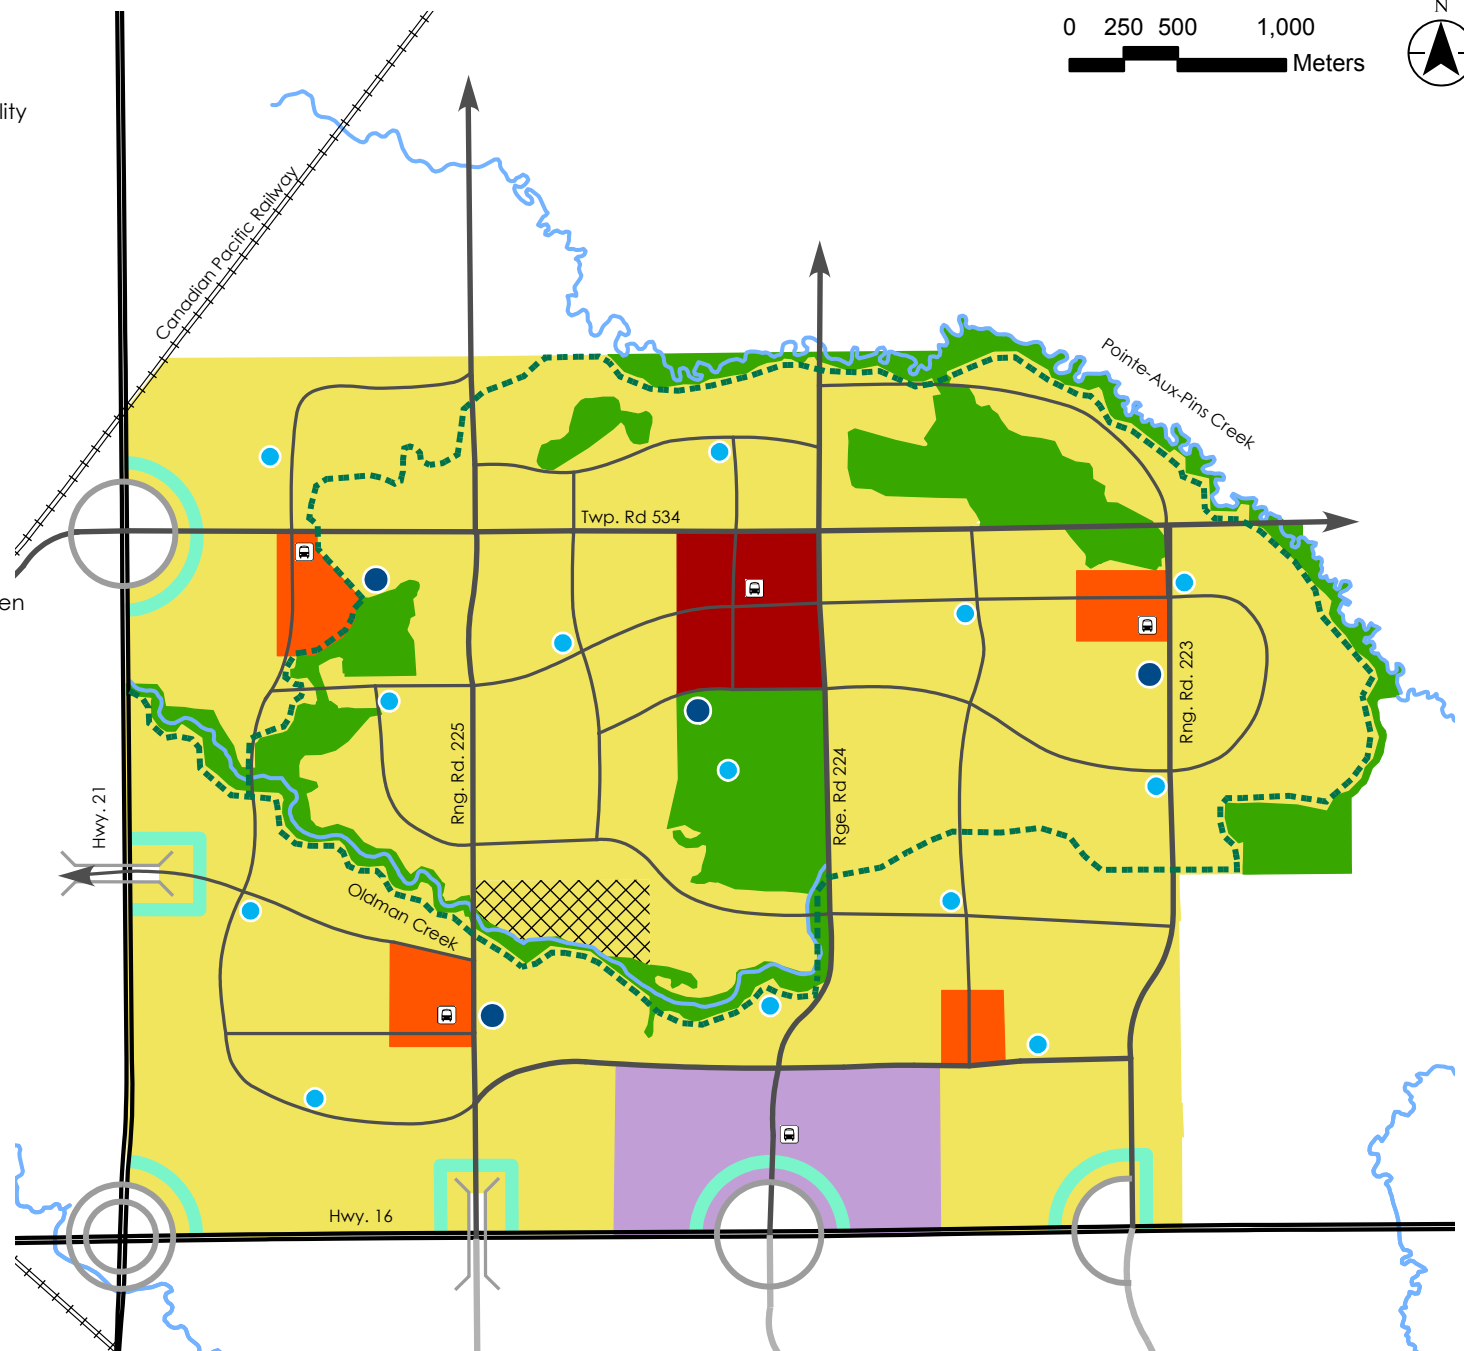 N
0 250 500 1,000
Meters
lity
Canadian Pacific Railway
Pointe-Aux-Pins Creek
Twp. Rd 534
en
Rng. Rd. 223
Rng. Rd. 225
Rge. Rd 224
Hwy. 21
Oldman Creek
Hwy. 16